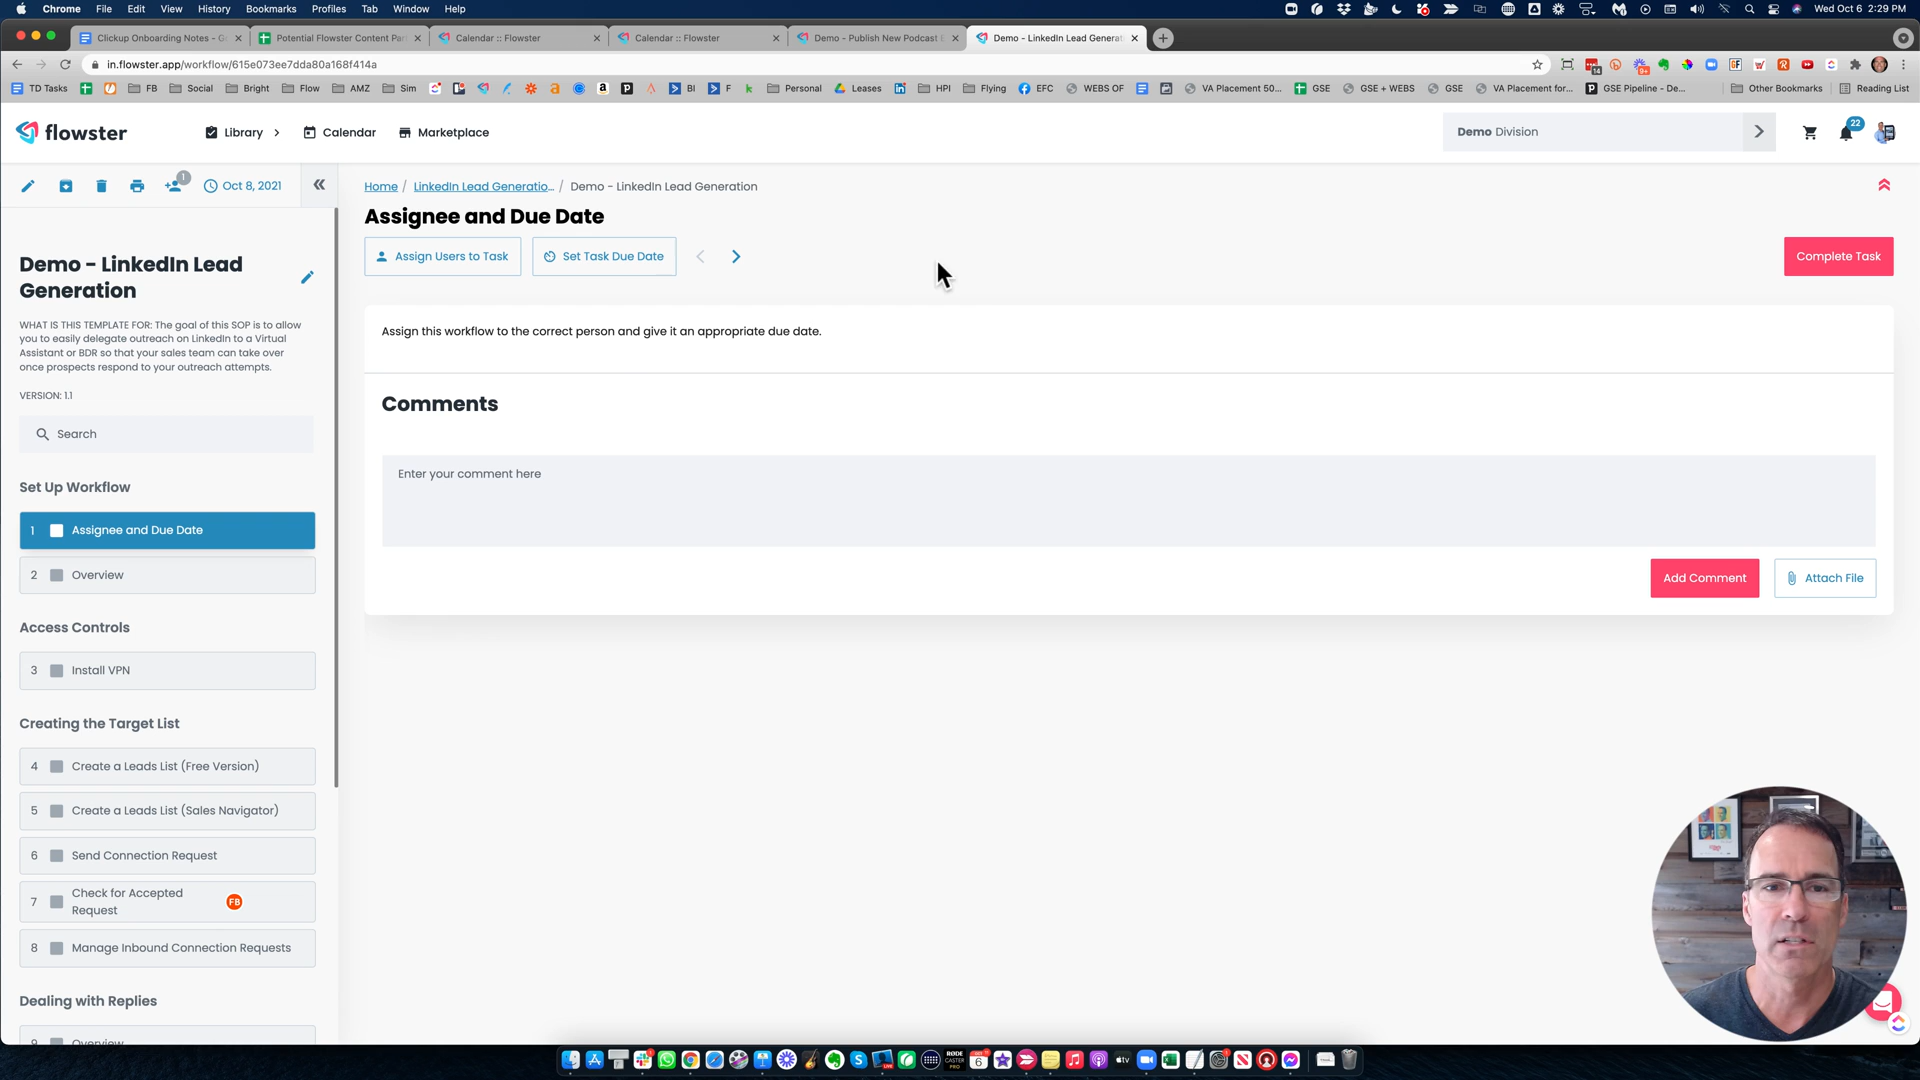 Chrome File Edit View History Bookmarks Profiles Tab Window Help
Wed Oct 6 2:29 PM
Clickup Onboarding Notes - G
Potential Flowster Content Par
Calendar :: Flowster
Calendar :: Flowster
Demo - Publish New Podcast E
Demo - LinkedIn Lead Generat
in.flowster.app/workflow/615e073ee7dda80a168f414a
TD Tasks FB Social Bright Flow AMZ Sim BI F Personal Leases HPI Flying EFC WEBS OF VA Placement 50... GSE GSE + WEBS GSE VA Placement for... GSE Pipeline - De... Other Bookmarks Reading List
flowster
Library
Calendar
Marketplace
Demo Division
22
1
Oct 8, 2021
Home / LinkedIn Lead Generatio... / Demo - LinkedIn Lead Generation
Assignee and Due Date
Assign Users to Task
Set Task Due Date
Complete Task
Demo - LinkedIn Lead
Generation
WHAT IS THIS TEMPLATE FOR: The goal of this SOP is to allow
you to easily delegate outreach on LinkedIn to a Virtual
Assistant or BDR so that your sales team can take over
once prospects respond to your outreach attempts.
VERSION: 1.1
Search
Assign this workflow to the correct person and give it an appropriate due date.
Comments
Enter your comment here
Add Comment
Attach File
Set Up Workflow
1 Assignee and Due Date
2 Overview
Access Controls
3 Install VPN
Creating the Target List
4 Create a Leads List (Free Version)
5 Create a Leads List (Sales Navigator)
6 Send Connection Request
7 Check for Accepted
Request
FB
8 Manage Inbound Connection Requests
Dealing with Replies
9 Overview